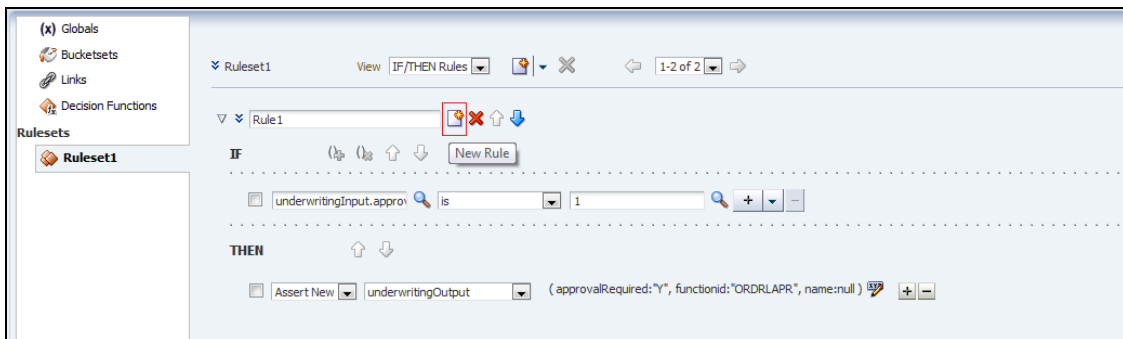 (x) Globals
Bucketsets
Links
Decision Functions
Rulesets
Ruleset1
Ruleset1 View IF/THEN Rules 1-2 of 2
Rule1
New Rule
IF
underwritingInput.approv is 1
THEN
Assert New underwritingOutput ( approvalRequired:"Y", functionid:"ORDRLAPR", name:null )